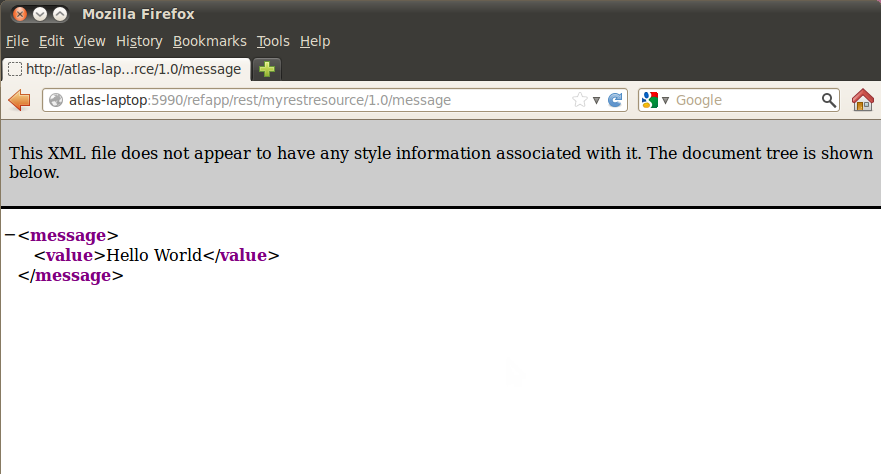 Mozilla Firefox
File Edit View History Bookmarks Tools Help
http://atlas-lap...rce/1.0/message
atlas-laptop:5990/refapp/rest/myrestresource/1.0/message Google
This XML file does not appear to have any style information associated with it. The document tree is shown
below.
−<message>
<value>Hello World</value>
</message>